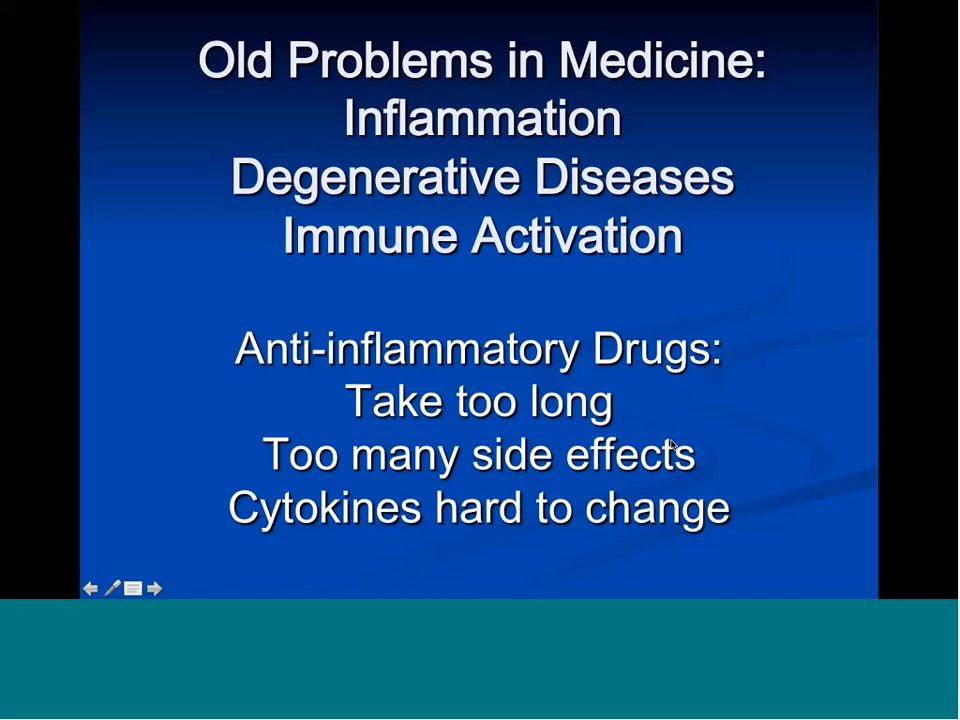 Old Problems in Medicine:
Inflammation
Degenerative Diseases
Immune Activation
Anti-inflammatory Drugs:
Take too long
Too many side effects
Cytokines hard to change